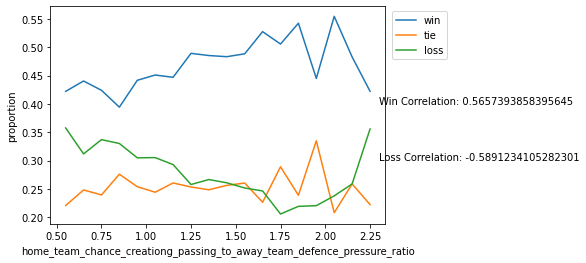 win
tie
loss
0.55
0.50
0.45
0.40
0.35
0.30
0.25
0.20
proportion
Win Correlation: 0.5657393858395645
Loss Correlation: -0.5891234105282301
0.50 0.75 1.00 1.25 1.50 1.75 2.00 2.25
home_team_chance_creationg_passing_to_away_team_defence_pressure_ratio